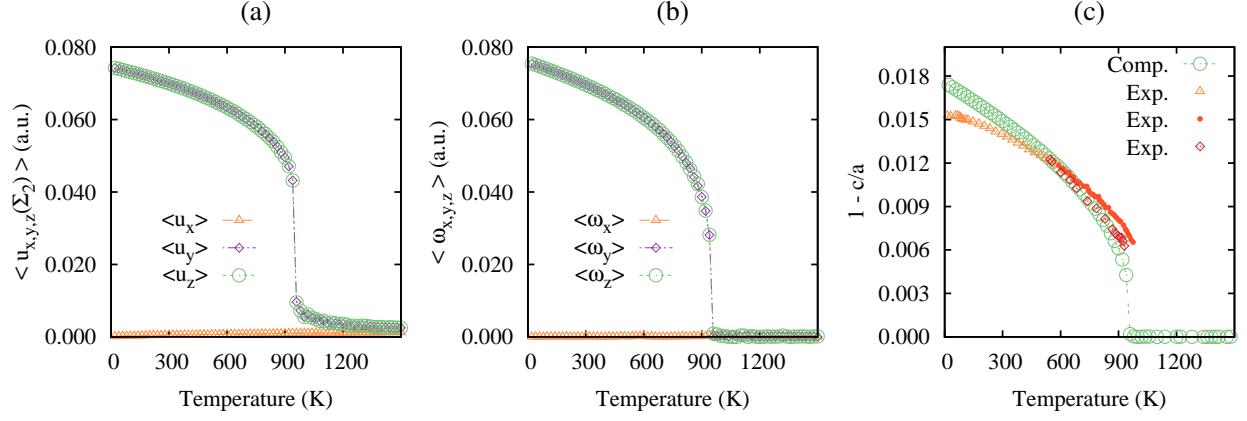 (a)
< u_x,y,z(Σ_2) > (a.u.)
0.080
0.060
0.040
0.020
0.000
<u_x>
<u_y>
<u_z>
0 300 600 900 1200
Temperature (K)
(b)
< ω_x,y,z > (a.u.)
0.080
0.060
0.040
0.020
0.000
<ω_x>
<ω_y>
<ω_z>
0 300 600 900 1200
Temperature (K)
(c)
1 - c/a
0.018
0.015
0.012
0.009
0.006
0.003
0.000
Comp.
Exp.
Exp.
Exp.
0 300 600 900 1200
Temperature (K)